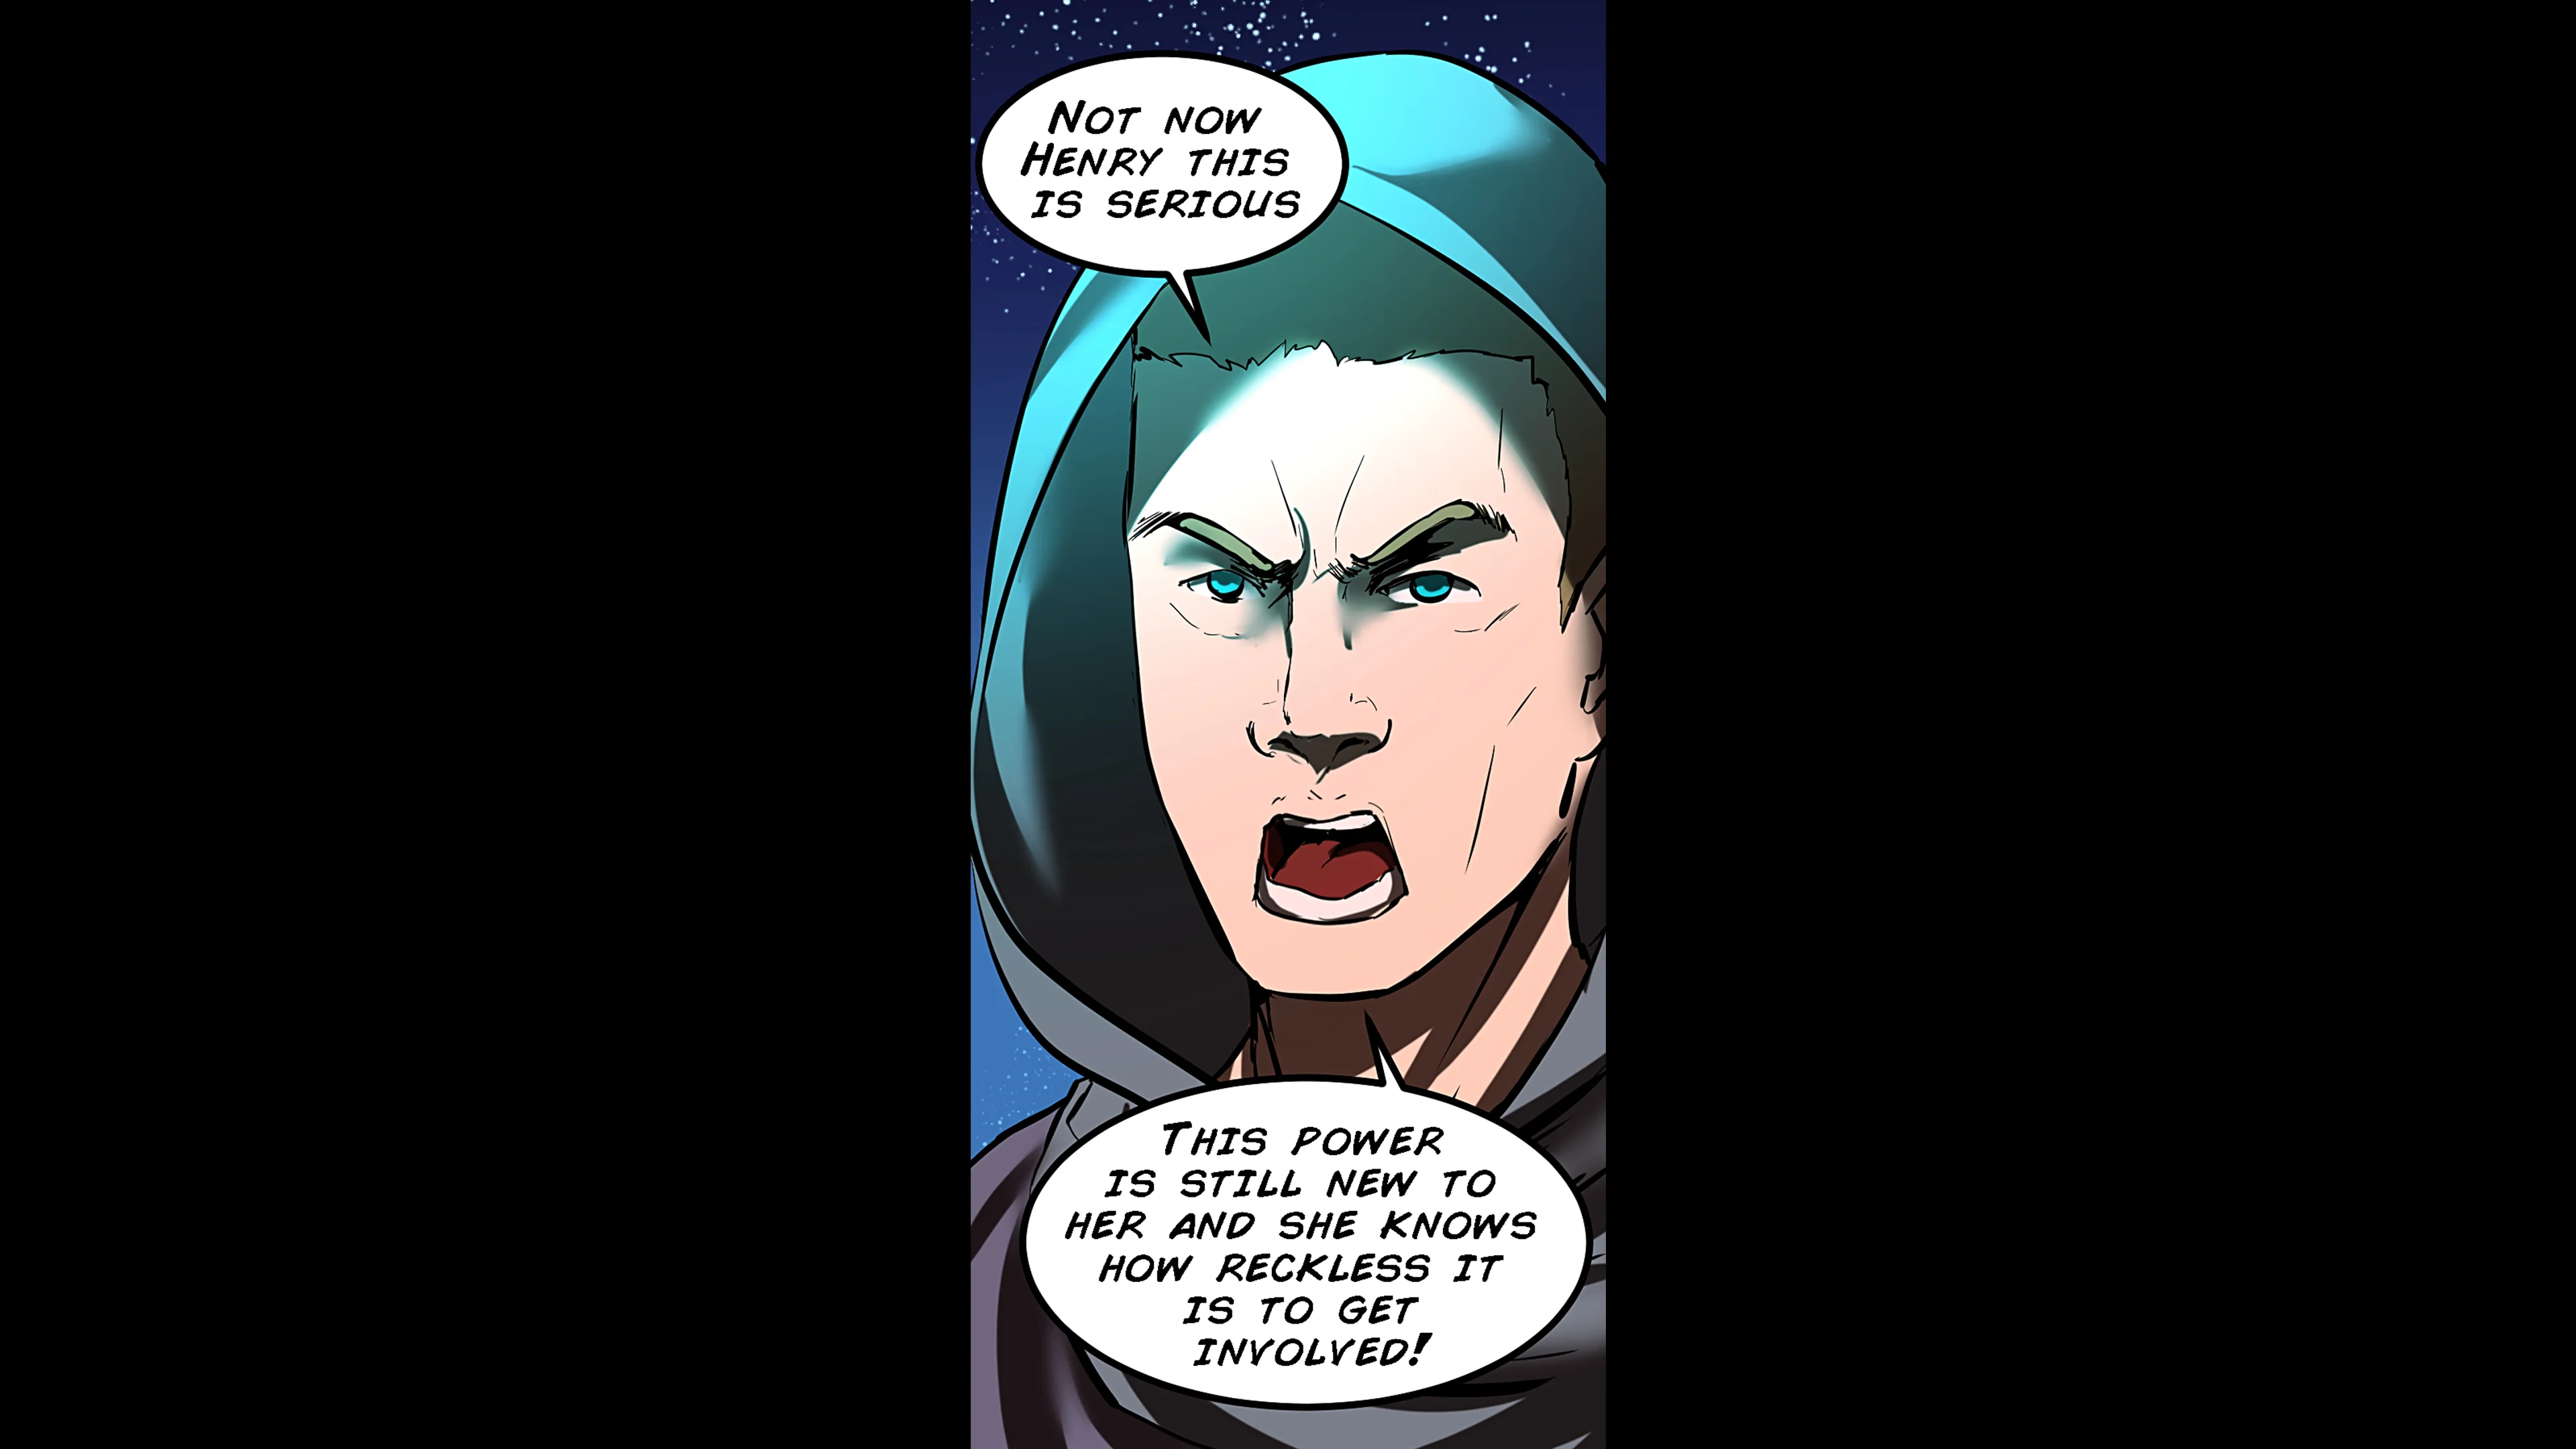 NOT NOW
HENRY THIS
IS SERIOUS
THIS POWER
IS STILL NEW TO
HER AND SHE KNOWS
HOW RECKLESS IT
IS TO GET
INVOLVED!